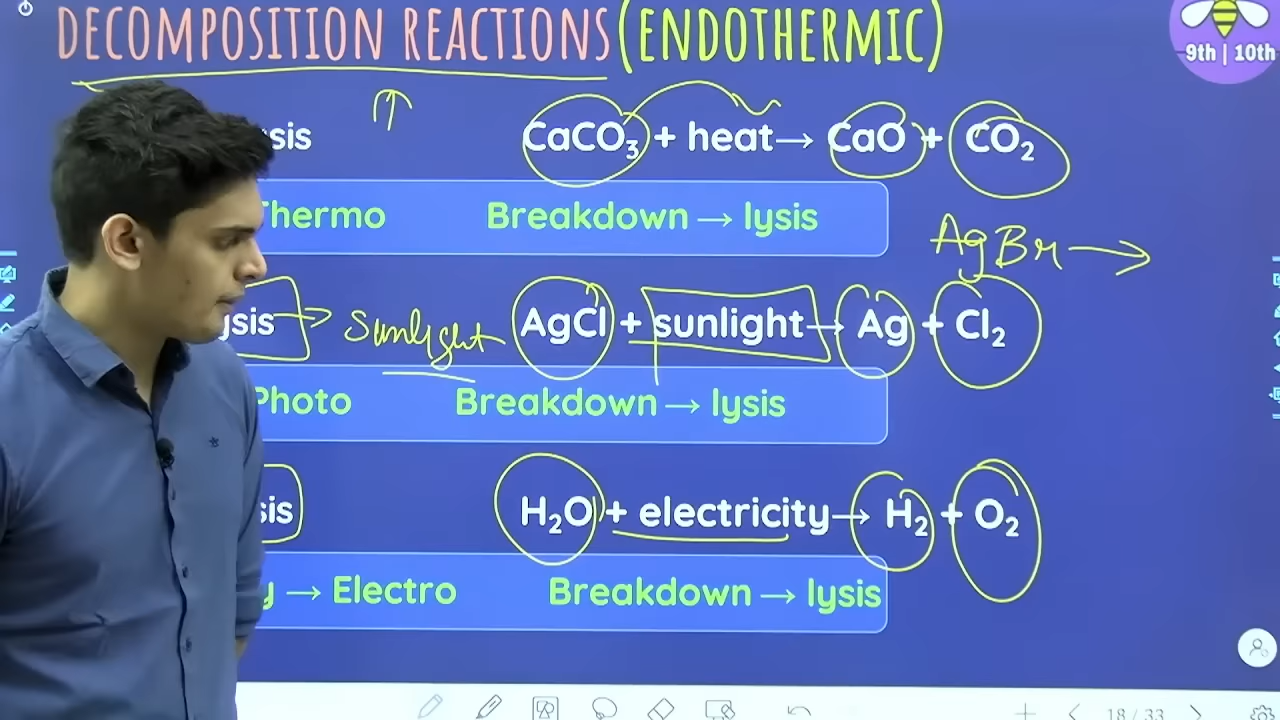 DECOMPOSITION REACTIONS (ENDOTHERMIC)
9th | 10th
sis CaCO₃ + heat → CaO + CO₂
Thermo Breakdown → lysis
AgBr →
ysis → Sunlight AgCl + sunlight → Ag + Cl₂
Photo Breakdown → lysis
sis H₂O + electricity → H₂ + O₂
y → Electro Breakdown → lysis
18 / 33